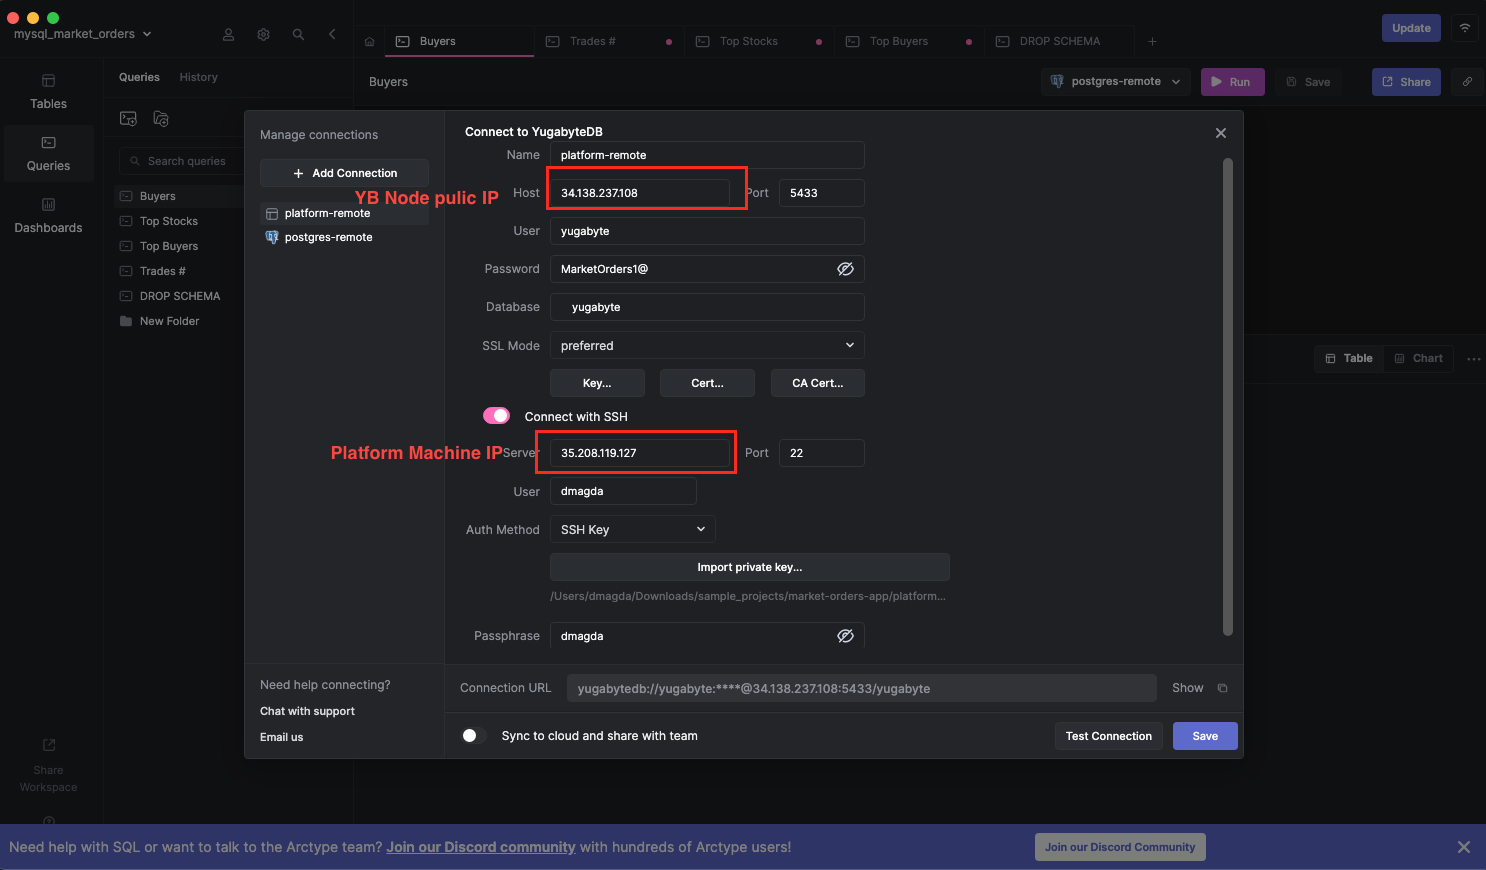 mysql_market_orders
Buyers
Trades #
Top Stocks
Top Buyers
DROP SCHEMA
Update
Tables
Queries
Dashboards
Share
Workspace
Queries
History
Search queries
Buyers
Top Stocks
Top Buyers
Trades #
DROP SCHEMA
New Folder
Buyers
postgres-remote
Run
Save
Share
Table
Chart
Manage connections
Add Connection
platform-remote
postgres-remote
Need help connecting?
Chat with support
Email us
Connect to YugabyteDB
Name
platform-remote
YB Node pulic IP
Host
34.138.237.108
Port
5433
User
yugabyte
Password
MarketOrders1@
Database
yugabyte
SSL Mode
preferred
Key...
Cert...
CA Cert...
Connect with SSH
Platform Machine IP
Server
35.208.119.127
Port
22
User
dmagda
Auth Method
SSH Key
Import private key...
/Users/dmagda/Downloads/sample_projects/market-orders-app/platform...
Passphrase
dmagda
Connection URL
yugabytedb://yugabyte:****@34.138.237.108:5433/yugabyte
Show
Sync to cloud and share with team
Test Connection
Save
Need help with SQL or want to talk to the Arctype team? Join our Discord community with hundreds of Arctype users!
Join our Discord Community